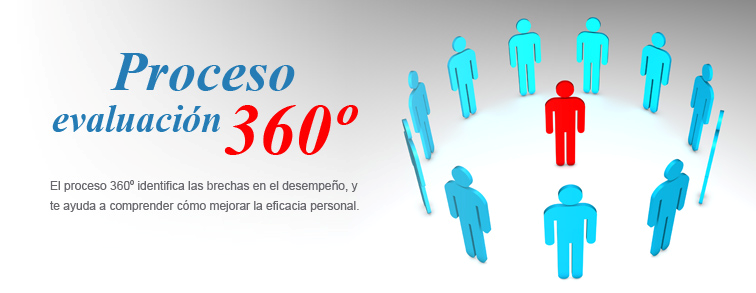 Proceso
evaluación 360º
El proceso 360º identifica las brechas en el desempeño, y
te ayuda a comprender cómo mejorar la eficacia personal.